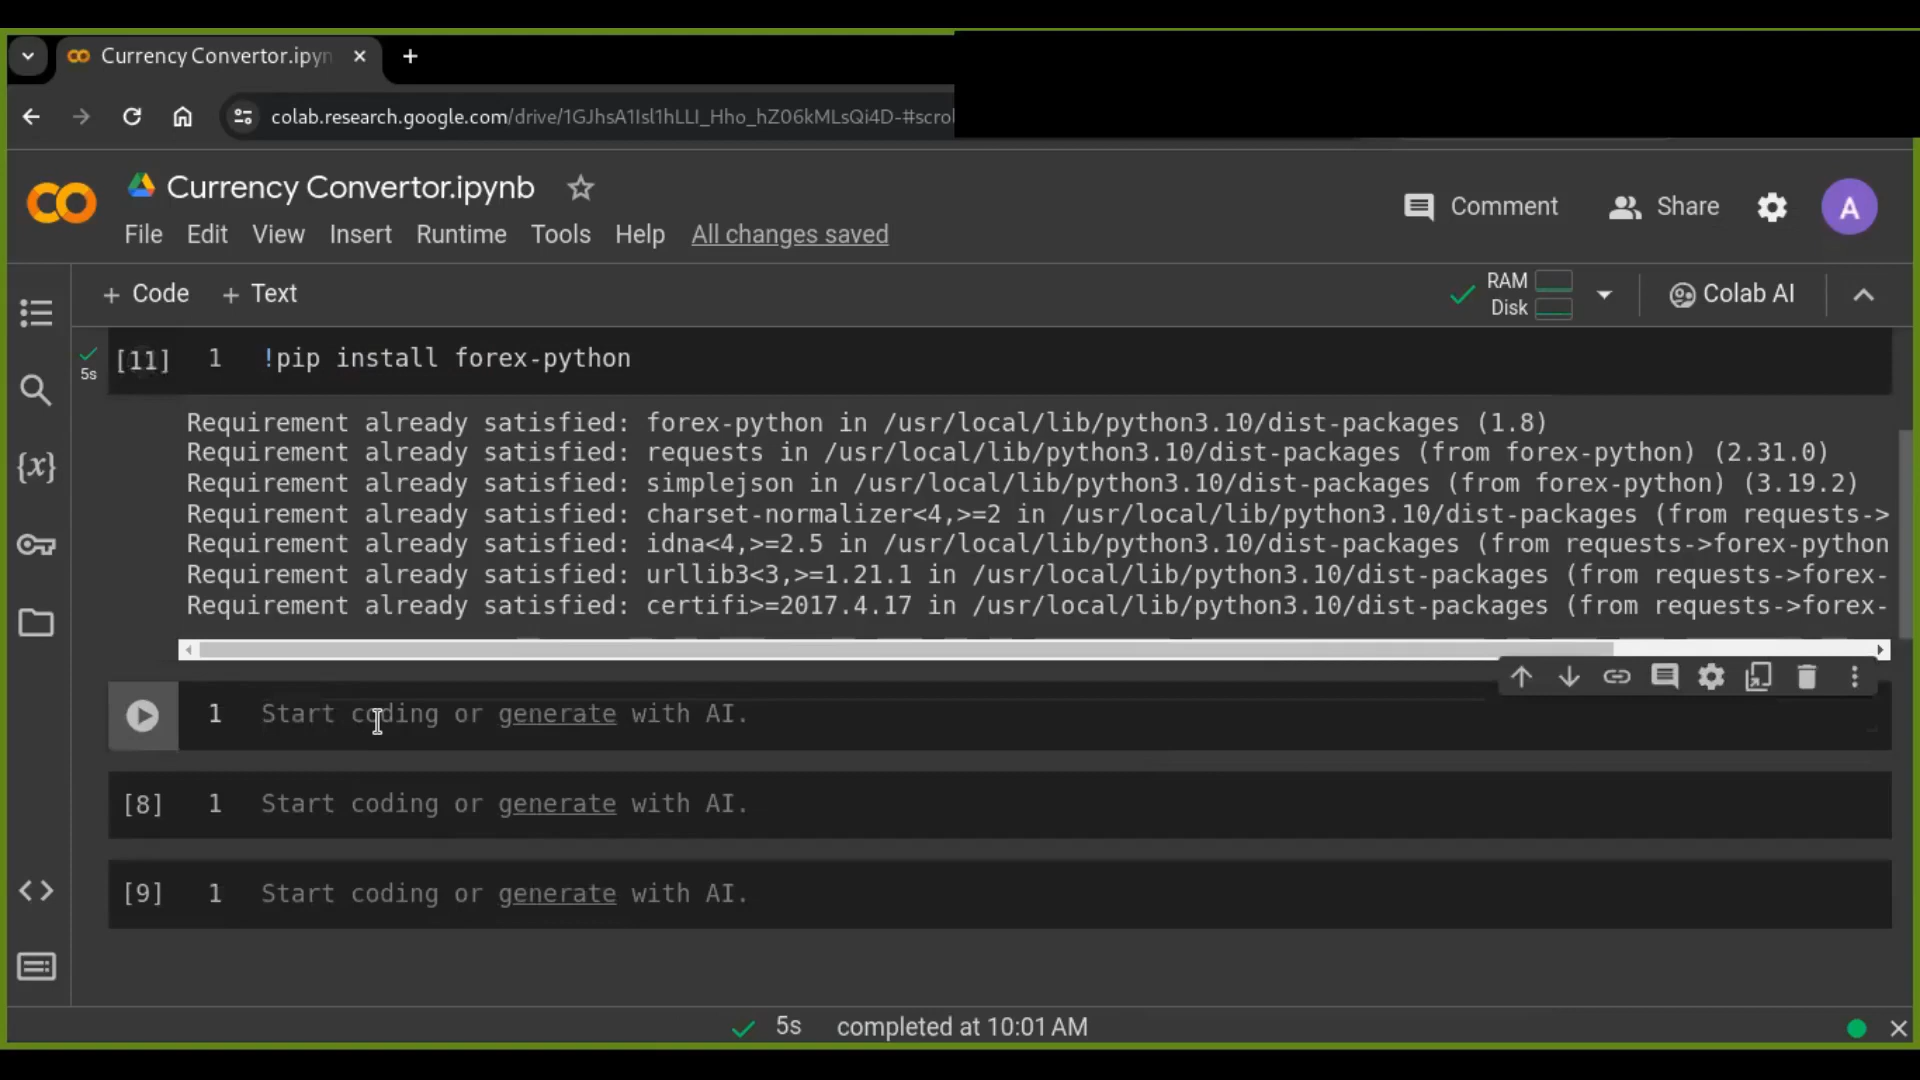 Currency Convertor.ipyn
colab.research.google.com/drive/1GJhsA1Isl1hLLI_Hho_hZ06kMLsQi4D-#scrol
Currency Convertor.ipynb
Comment
Share
A
File Edit View Insert Runtime Tools Help All changes saved
+ Code + Text
RAM
Disk
Colab AI
[11] 1 !pip install forex-python
5s
Requirement already satisfied: forex-python in /usr/local/lib/python3.10/dist-packages (1.8)
Requirement already satisfied: requests in /usr/local/lib/python3.10/dist-packages (from forex-python) (2.31.0)
Requirement already satisfied: simplejson in /usr/local/lib/python3.10/dist-packages (from forex-python) (3.19.2)
Requirement already satisfied: charset-normalizer<4,>=2 in /usr/local/lib/python3.10/dist-packages (from requests->
Requirement already satisfied: idna<4,>=2.5 in /usr/local/lib/python3.10/dist-packages (from requests->forex-python
Requirement already satisfied: urllib3<3,>=1.21.1 in /usr/local/lib/python3.10/dist-packages (from requests->forex-
Requirement already satisfied: certifi>=2017.4.17 in /usr/local/lib/python3.10/dist-packages (from requests->forex-
1 Start coding or generate with AI.
[8] 1 Start coding or generate with AI.
[9] 1 Start coding or generate with AI.
5s completed at 10:01 AM